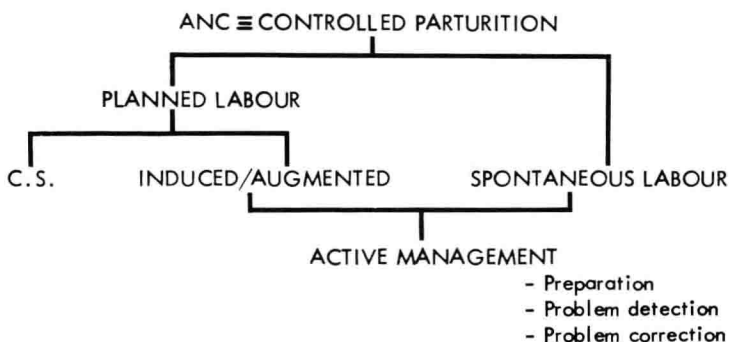 ANC ≡ CONTROLLED PARTURITION
PLANNED LABOUR
C.S. INDUCED/AUGMENTED SPONTANEOUS LABOUR
ACTIVE MANAGEMENT
- Preparation
- Problem detection
- Problem correction